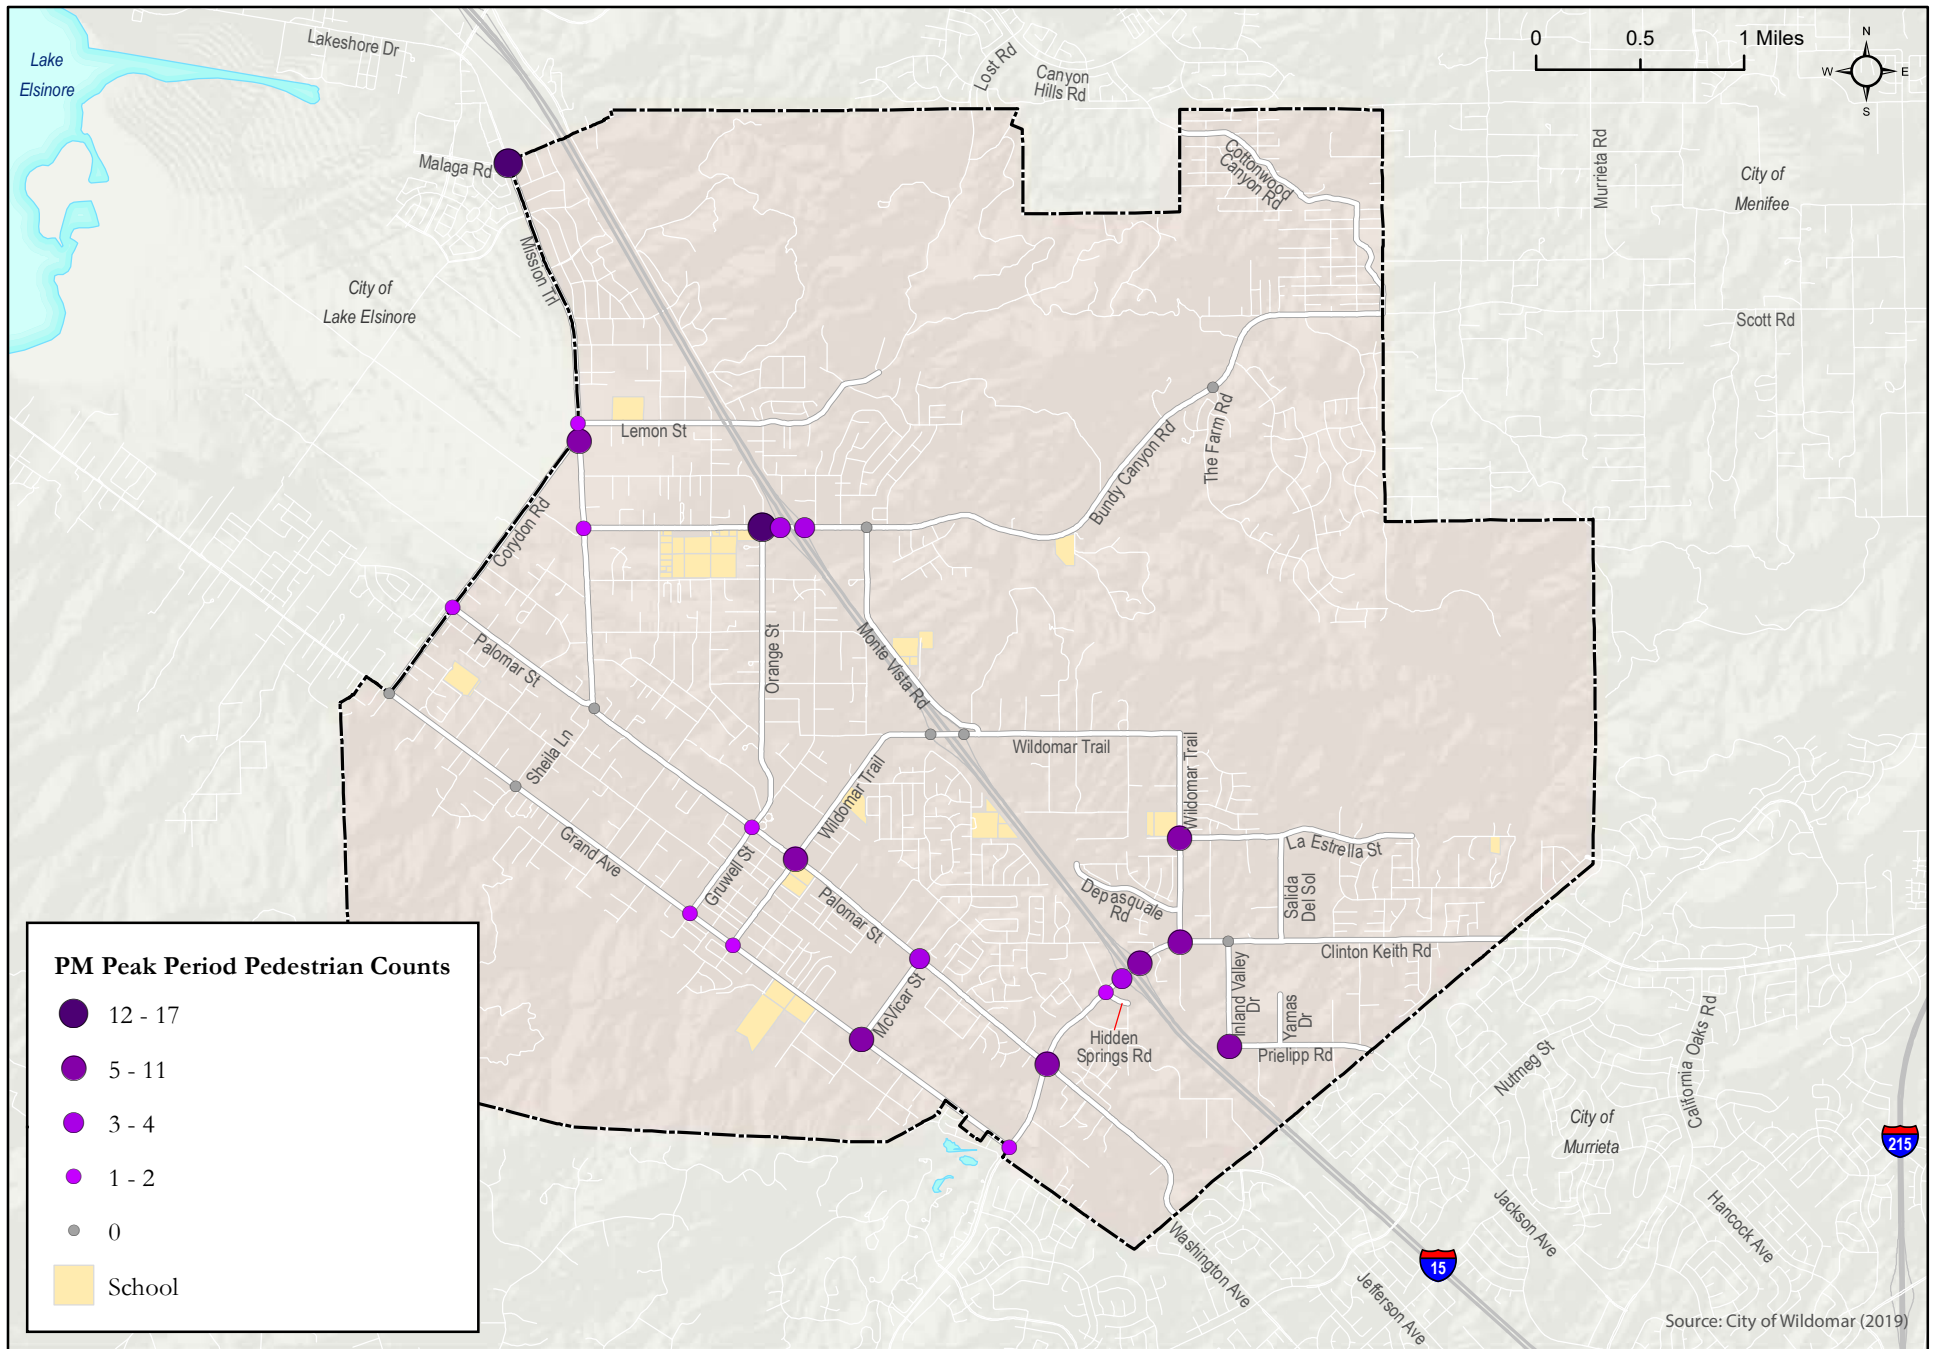 Lake
Elsinore
Lakeshore Dr
Lost Rd
Canyon
Hills Rd
0 0.5 1 Miles
N
W E
S
Malaga Rd
Cottonwood
Canyon Rd
Murrieta Rd
City of
Menifee
Mission Trl
City of
Lake Elsinore
Scott Rd
Lemon St
The Farm Rd
Bundy Canyon Rd
Corydon Rd
Orange St
Monte Vista Rd
Palomar St
Wildomar Trail
Wildomar Trail
Sheila Ln
Wildomar Trail
Grand Ave
Gruwell St
La Estrella St
Depasquale
Rd
Salida
Del Sol
Palomar St
Clinton Keith Rd
McVicar St
Inland Valley
Dr
Yamas
Dr
Hidden
Springs Rd
Prielipp Rd
California Oaks Rd
Nutmeg St
City of
Murrieta
215
Jackson Ave
Hancock Ave
Washington Ave
15
Jefferson Ave
PM Peak Period Pedestrian Counts
12 - 17
5 - 11
3 - 4
1 - 2
0
School
Source: City of Wildomar (2019)